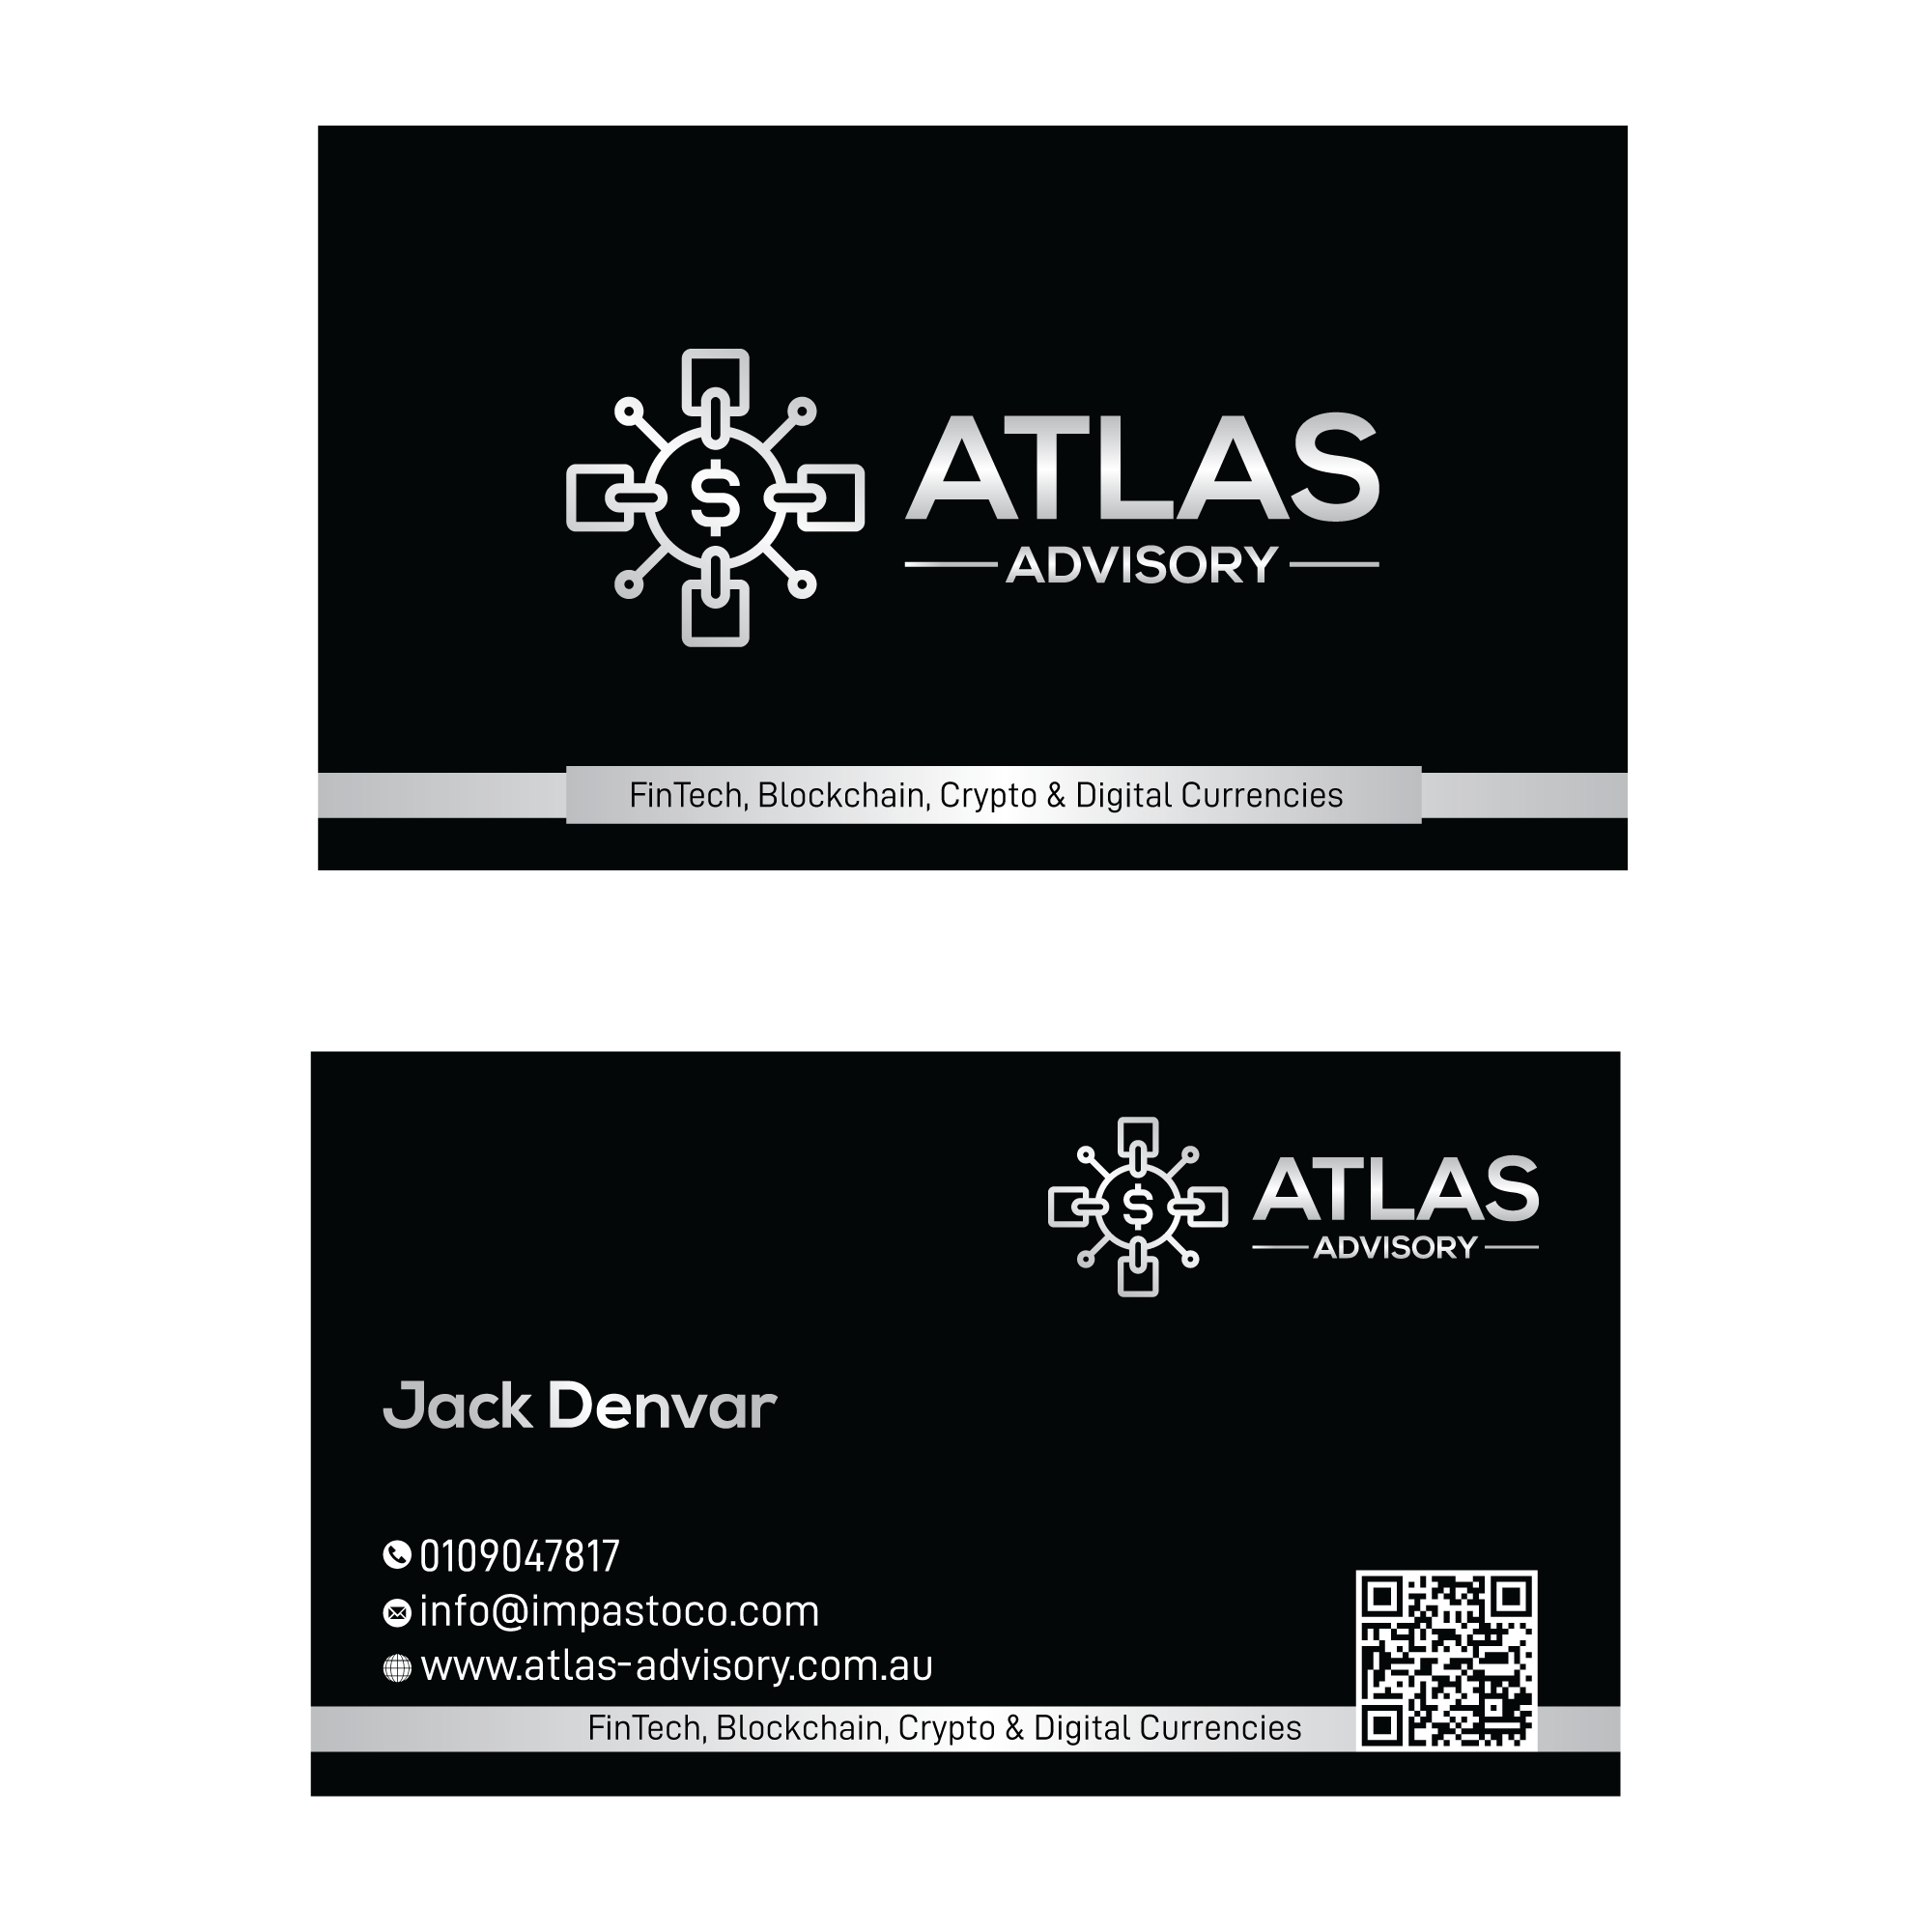 ATLAS
ADVISORY
FinTech, Blockchain, Crypto & Digital Currencies
ATLAS
ADVISORY
Jack Denvar
0109047817
info@impastoco.com
www.atlas-advisory.com.au
FinTech, Blockchain, Crypto & Digital Currencies